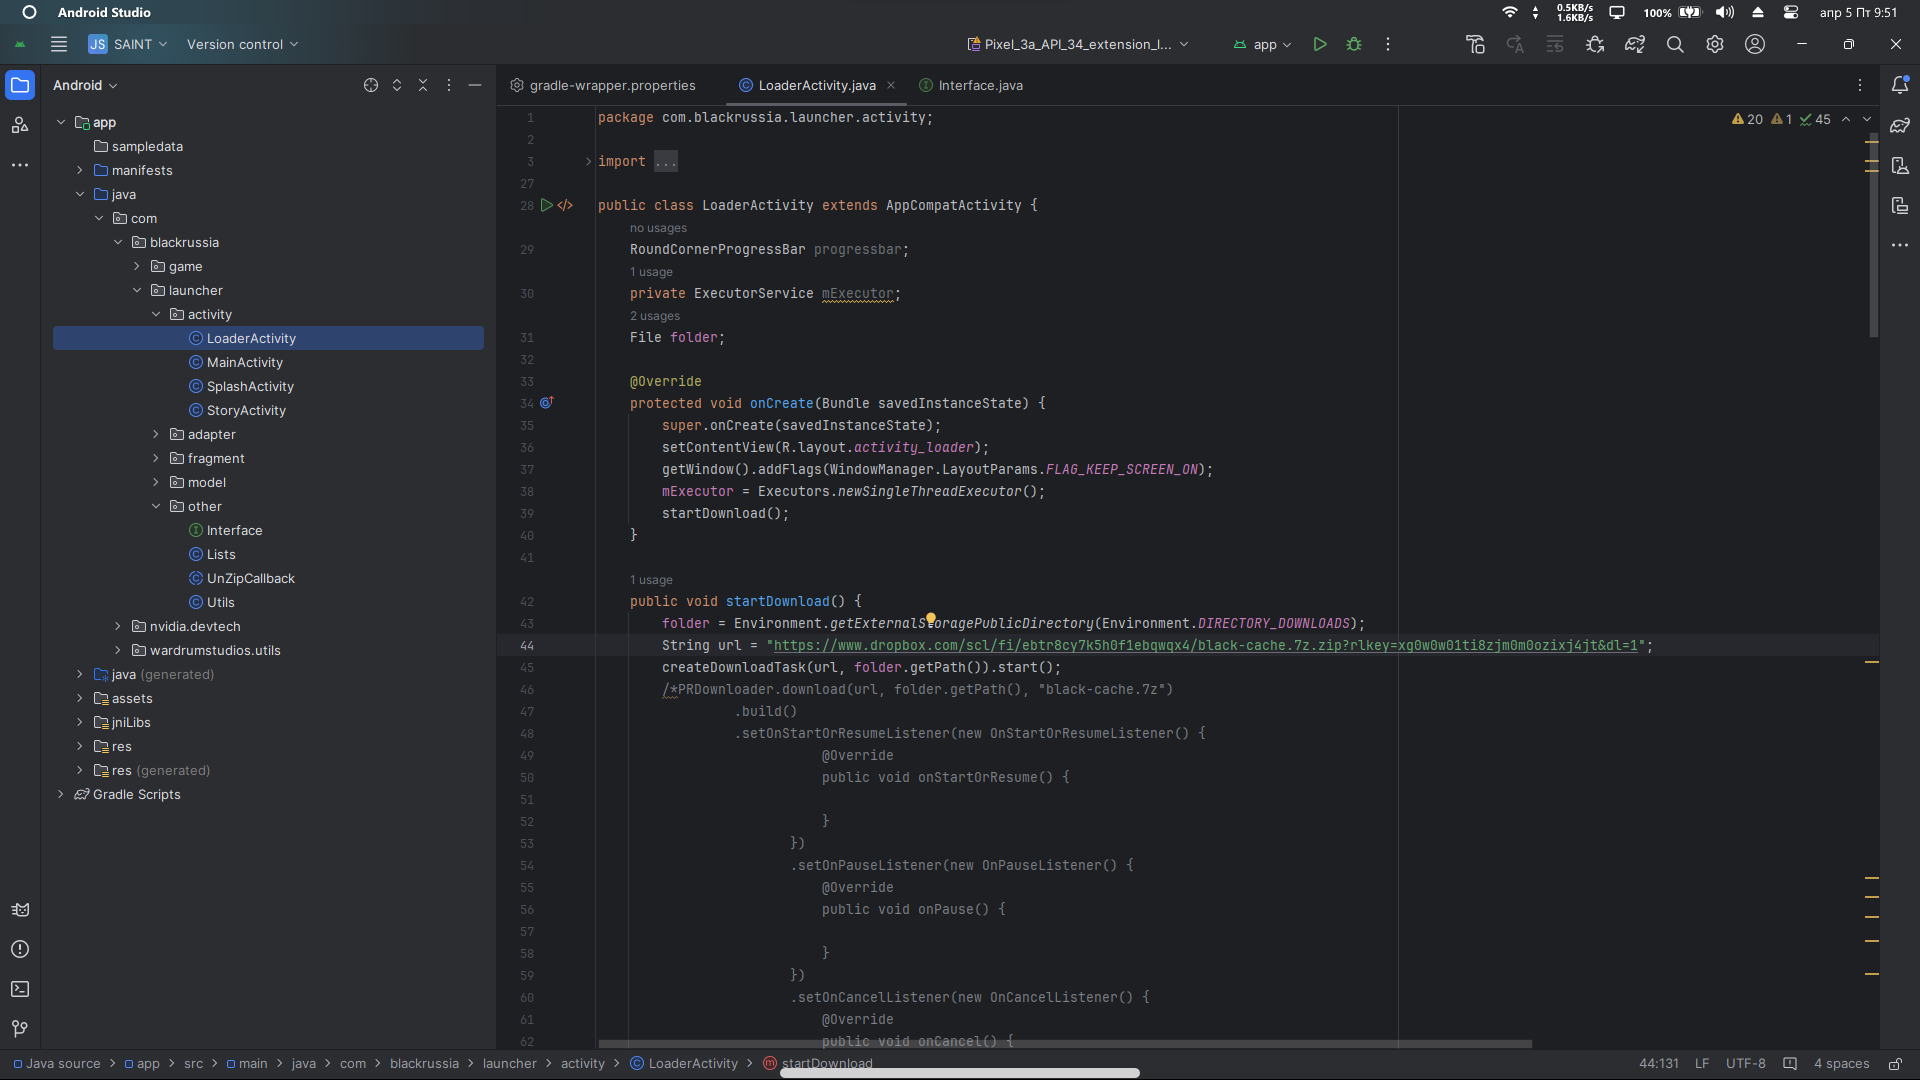 Android Studio
0.5KB/s
1.6KB/s
100%
апр 5 Пт 9:51
JS SAINT
Version control
Pixel_3a_API_34_extension_l...
app
Android
gradle-wrapper.properties
LoaderActivity.java
Interface.java
app
sampledata
manifests
java
com
blackrussia
game
launcher
activity
LoaderActivity
MainActivity
SplashActivity
StoryActivity
adapter
fragment
model
other
Interface
Lists
UnZipCallback
Utils
nvidia.devtech
wardrumstudios.utils
java (generated)
assets
jniLibs
res
res (generated)
Gradle Scripts
20 1 45
1 package com.blackrussia.launcher.activity;
2
3 import ...
27
28 public class LoaderActivity extends AppCompatActivity {
no usages
29 RoundCornerProgressBar progressbar;
1 usage
30 private ExecutorService mExecutor;
2 usages
31 File folder;
32
33 @Override
34 protected void onCreate(Bundle savedInstanceState) {
35 super.onCreate(savedInstanceState);
36 setContentView(R.layout.activity_loader);
37 getWindow().addFlags(WindowManager.LayoutParams.FLAG_KEEP_SCREEN_ON);
38 mExecutor = Executors.newSingleThreadExecutor();
39 startDownload();
40 }
41
1 usage
42 public void startDownload() {
43 folder = Environment.getExternalStoragePublicDirectory(Environment.DIRECTORY_DOWNLOADS);
44 String url = "https://www.dropbox.com/scl/fi/ebtr8cy7k5h0f1ebqwqx4/black-cache.7z.zip?rlkey=xg0w0w01ti8zjm0m0ozixj4jt&dl=1";
45 createDownloadTask(url, folder.getPath()).start();
46 /*PRDownloader.download(url, folder.getPath(), "black-cache.7z")
47 .build()
48 .setOnStartOrResumeListener(new OnStartOrResumeListener() {
49 @Override
50 public void onStartOrResume() {
51
52 }
53 })
54 .setOnPauseListener(new OnPauseListener() {
55 @Override
56 public void onPause() {
57
58 }
59 })
60 .setOnCancelListener(new OnCancelListener() {
61 @Override
62 public void onCancel() {
Java source > app > src > main > java > com > blackrussia > launcher > activity > LoaderActivity > startDownload
44:131 LF UTF-8 4 spaces